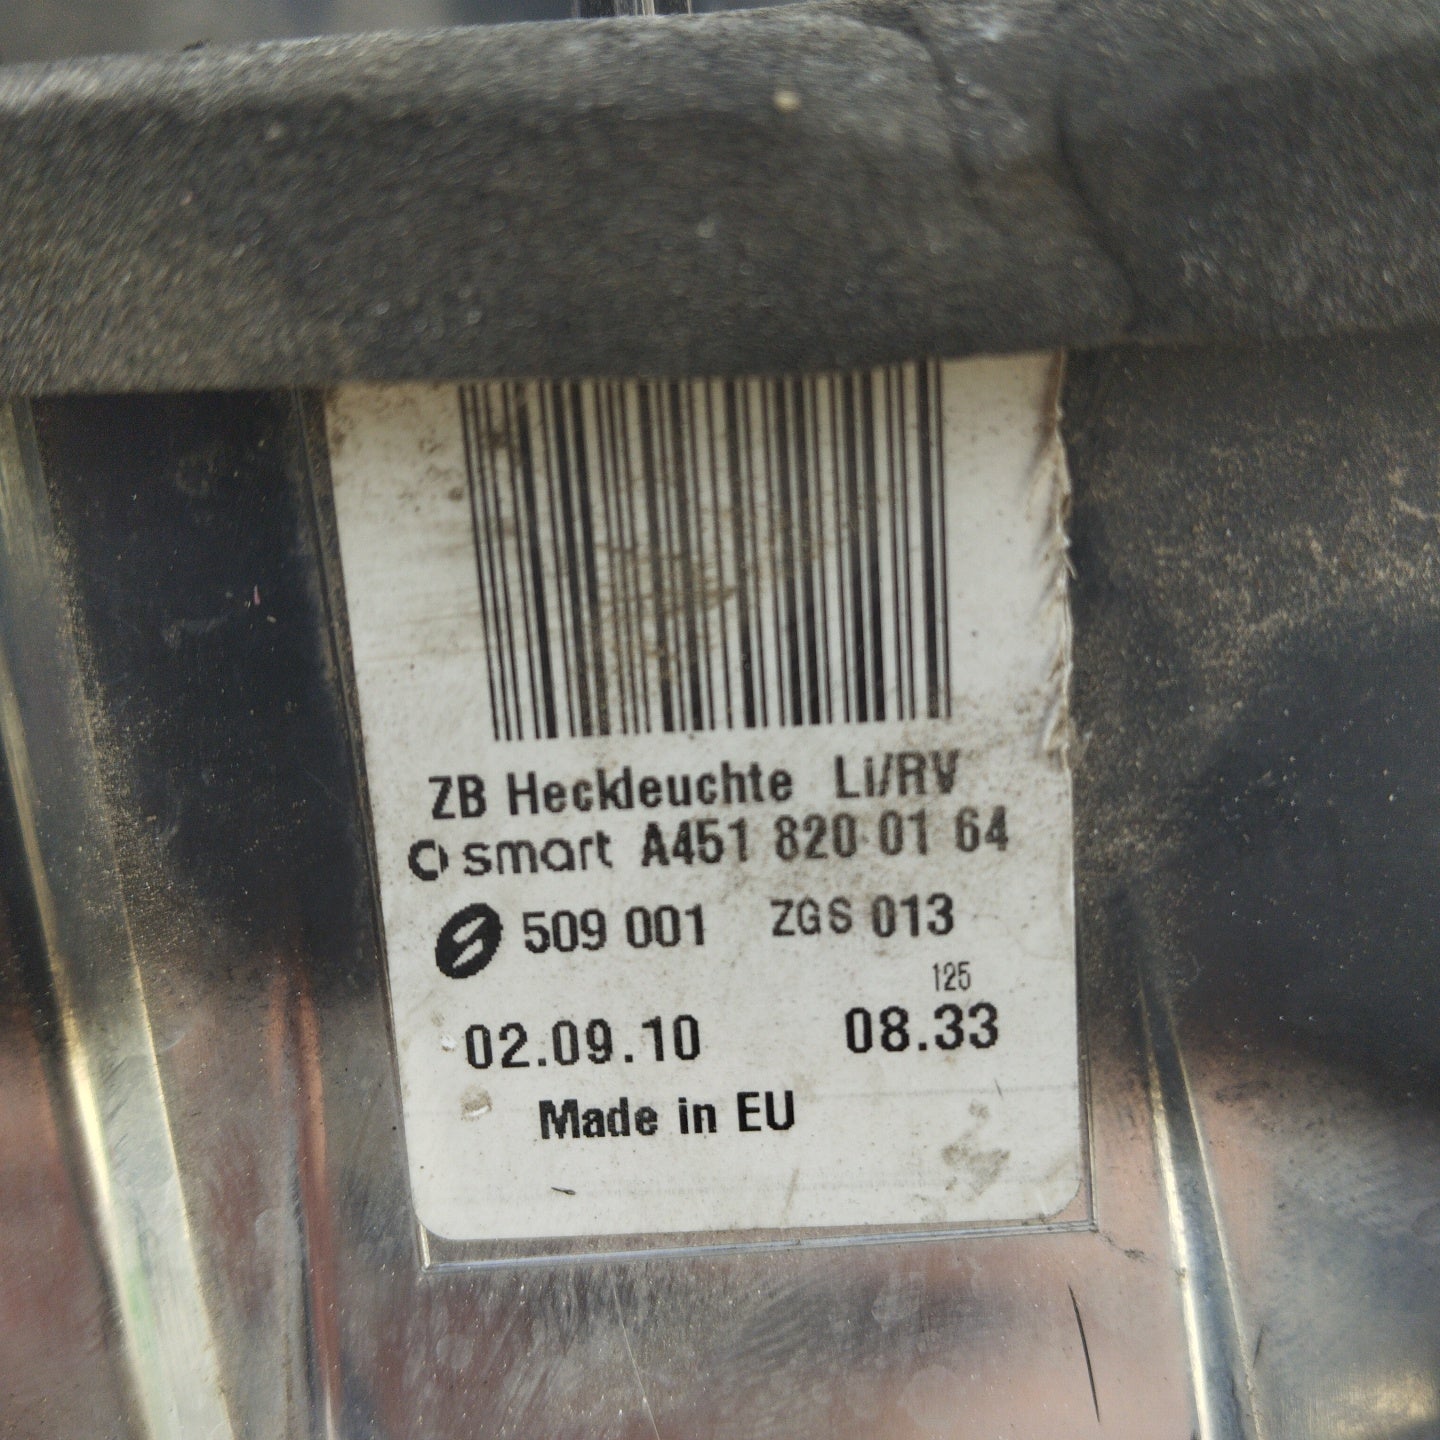 ZB Heckleuchte Li/RV
smart A451 820 01 64
509 001 ZGS 013
125
02.09.10 08.33
Made in EU